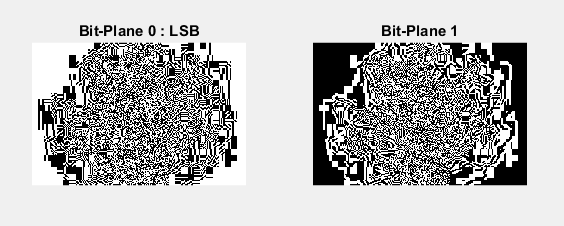 Bit-Plane 0 : LSB
Bit-Plane 1